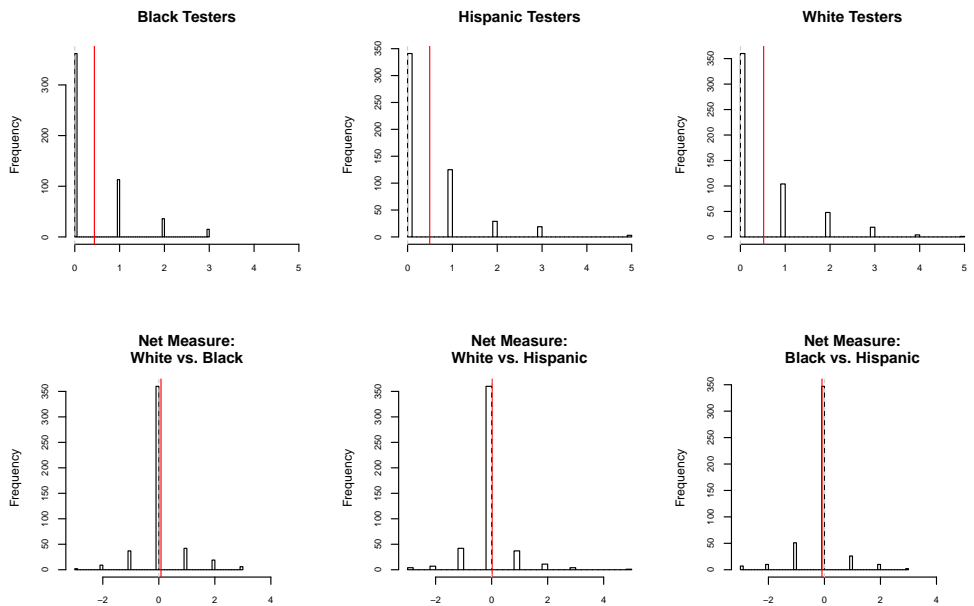 Black Testers
Frequency
0
100
200
300
0 1 2 3 4 5
Hispanic Testers
Frequency
0
50
100
150
200
250
300
350
0 1 2 3 4 5
White Testers
Frequency
0
50
100
150
200
250
300
350
0 1 2 3 4 5
Net Measure:
White vs. Black
Frequency
0
50
100
150
200
250
300
350
−2 0 2 4
Net Measure:
White vs. Hispanic
Frequency
0
50
100
150
200
250
300
350
−2 0 2 4
Net Measure:
Black vs. Hispanic
Frequency
0
50
100
150
200
250
300
350
−2 0 2 4